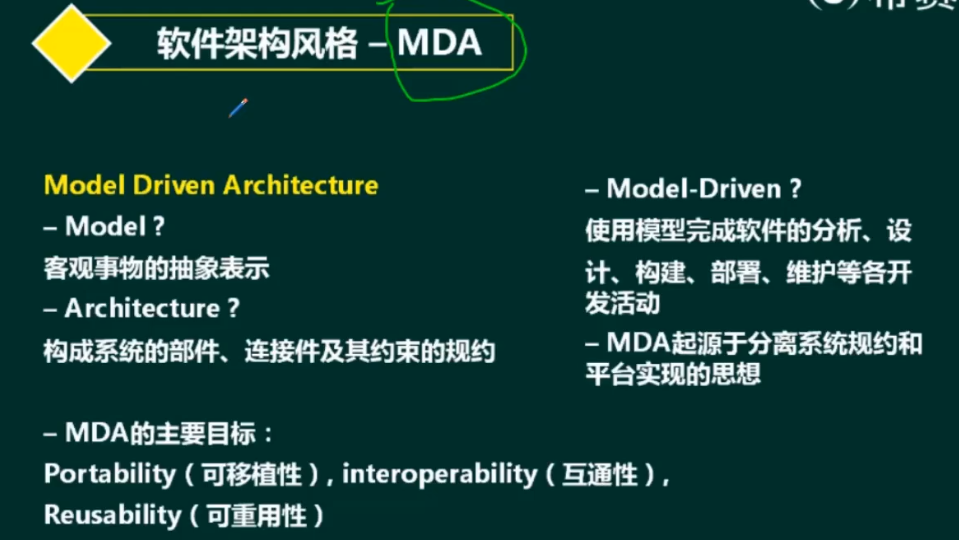 软件架构风格 – MDA
Model Driven Architecture
– Model？
客观事物的抽象表示
– Architecture？
构成系统的部件、连接件及其约束的规约
– Model-Driven？
使用模型完成软件的分析、设
计、构建、部署、维护等各开
发活动
– MDA起源于分离系统规约和
平台实现的思想
– MDA的主要目标：
Portability（可移植性）, interoperability（互通性）,
Reusability（可重用性）